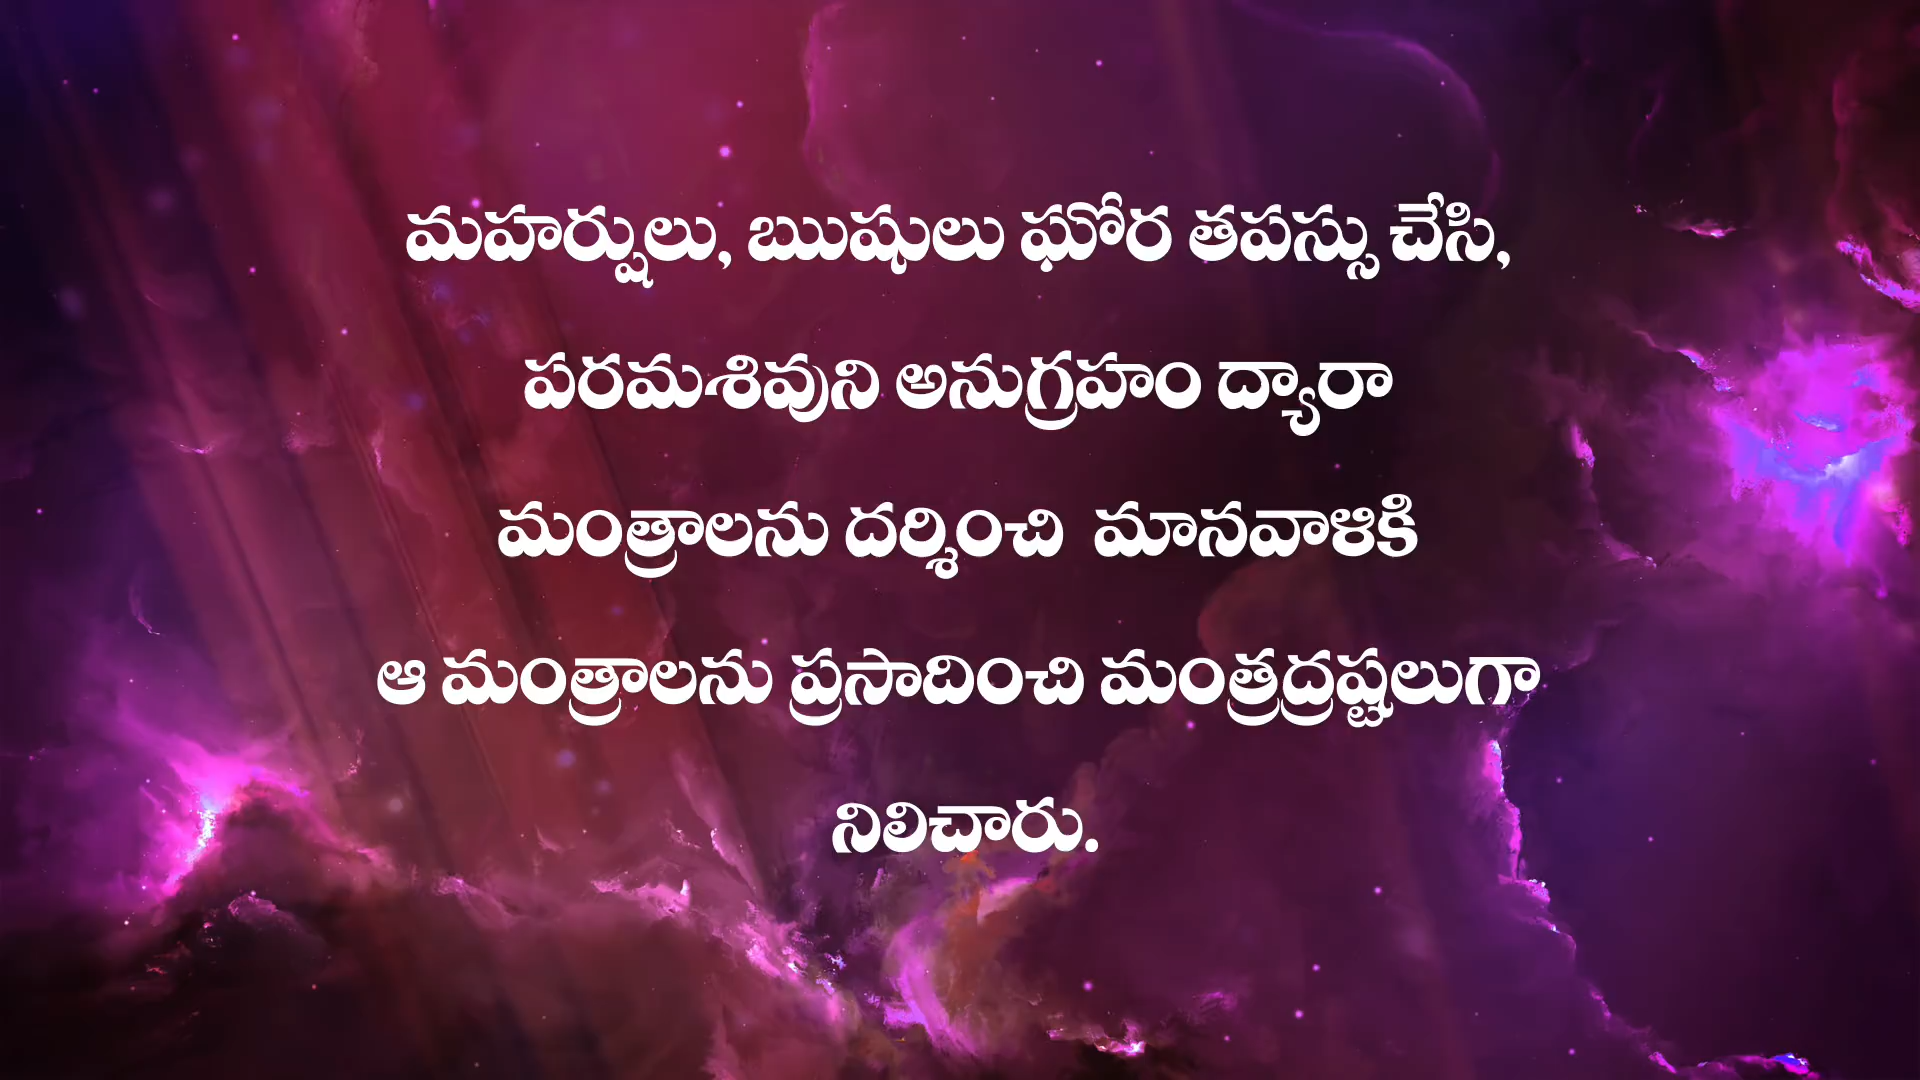 మహర్షులు, ఋషులు ఘోర తపస్సు చేసి,
పరమశివుని అనుగ్రహం ద్యారా
మంత్రాలను దర్శించి మానవాళికి
ఆ మంత్రాలను ప్రసాదించి మంత్రద్రష్టలుగా
నిలిచారు.